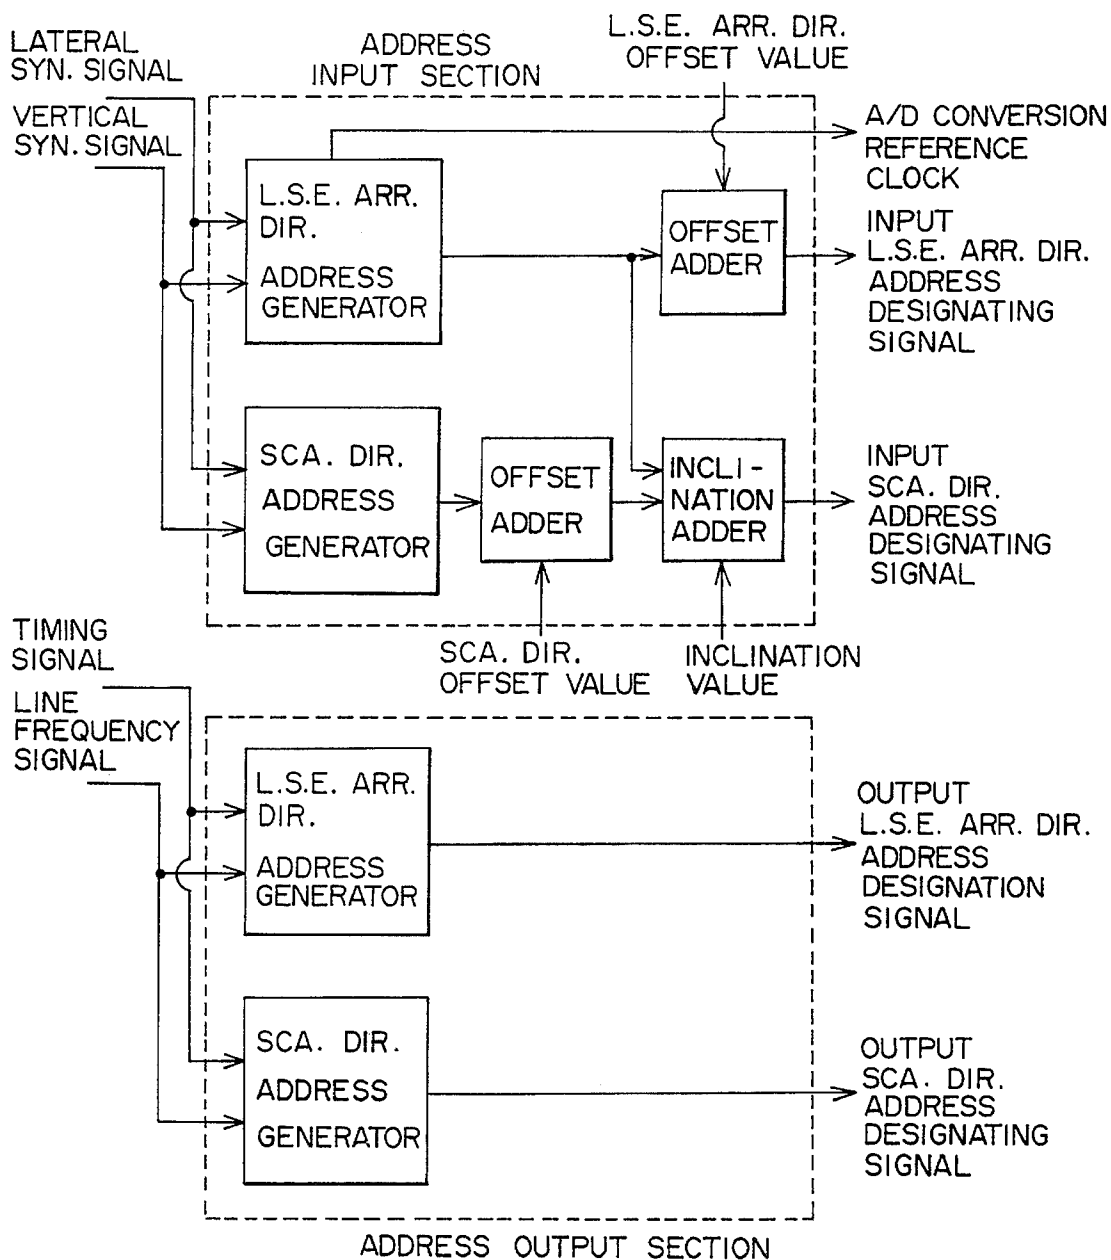 LATERAL
SYN. SIGNAL
VERTICAL
SYN. SIGNAL
ADDRESS
INPUT SECTION
L.S.E. ARR. DIR.
OFFSET VALUE
A/D CONVERSION
REFERENCE
CLOCK
L.S.E. ARR.
DIR.
ADDRESS
GENERATOR
OFFSET
ADDER
INPUT
L.S.E. ARR. DIR.
ADDRESS
DESIGNATING
SIGNAL
SCA. DIR.
ADDRESS
GENERATOR
OFFSET
ADDER
INCLI-
NATION
ADDER
INPUT
SCA. DIR.
ADDRESS
DESIGNATING
SIGNAL
SCA. DIR.
OFFSET VALUE
INCLINATION
VALUE
TIMING
SIGNAL
LINE
FREQUENCY
SIGNAL
L.S.E. ARR.
DIR.
ADDRESS
GENERATOR
OUTPUT
L.S.E. ARR. DIR.
ADDRESS
DESIGNATION
SIGNAL
SCA. DIR.
ADDRESS
GENERATOR
OUTPUT
SCA. DIR.
ADDRESS
DESIGNATING
SIGNAL
ADDRESS OUTPUT SECTION